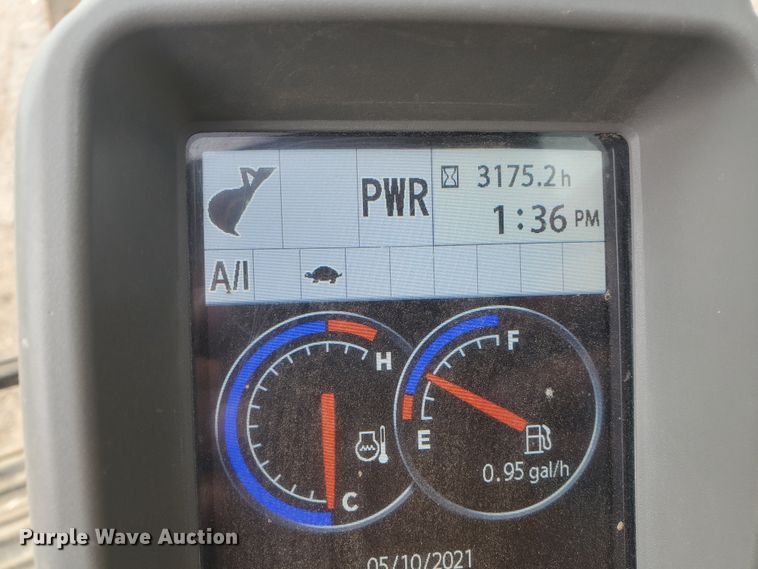 PWR
3175.2h
1:36 PM
A/I
H
C
F
E
0.95 gal/h
05/10/2021
Purple Wave Auction